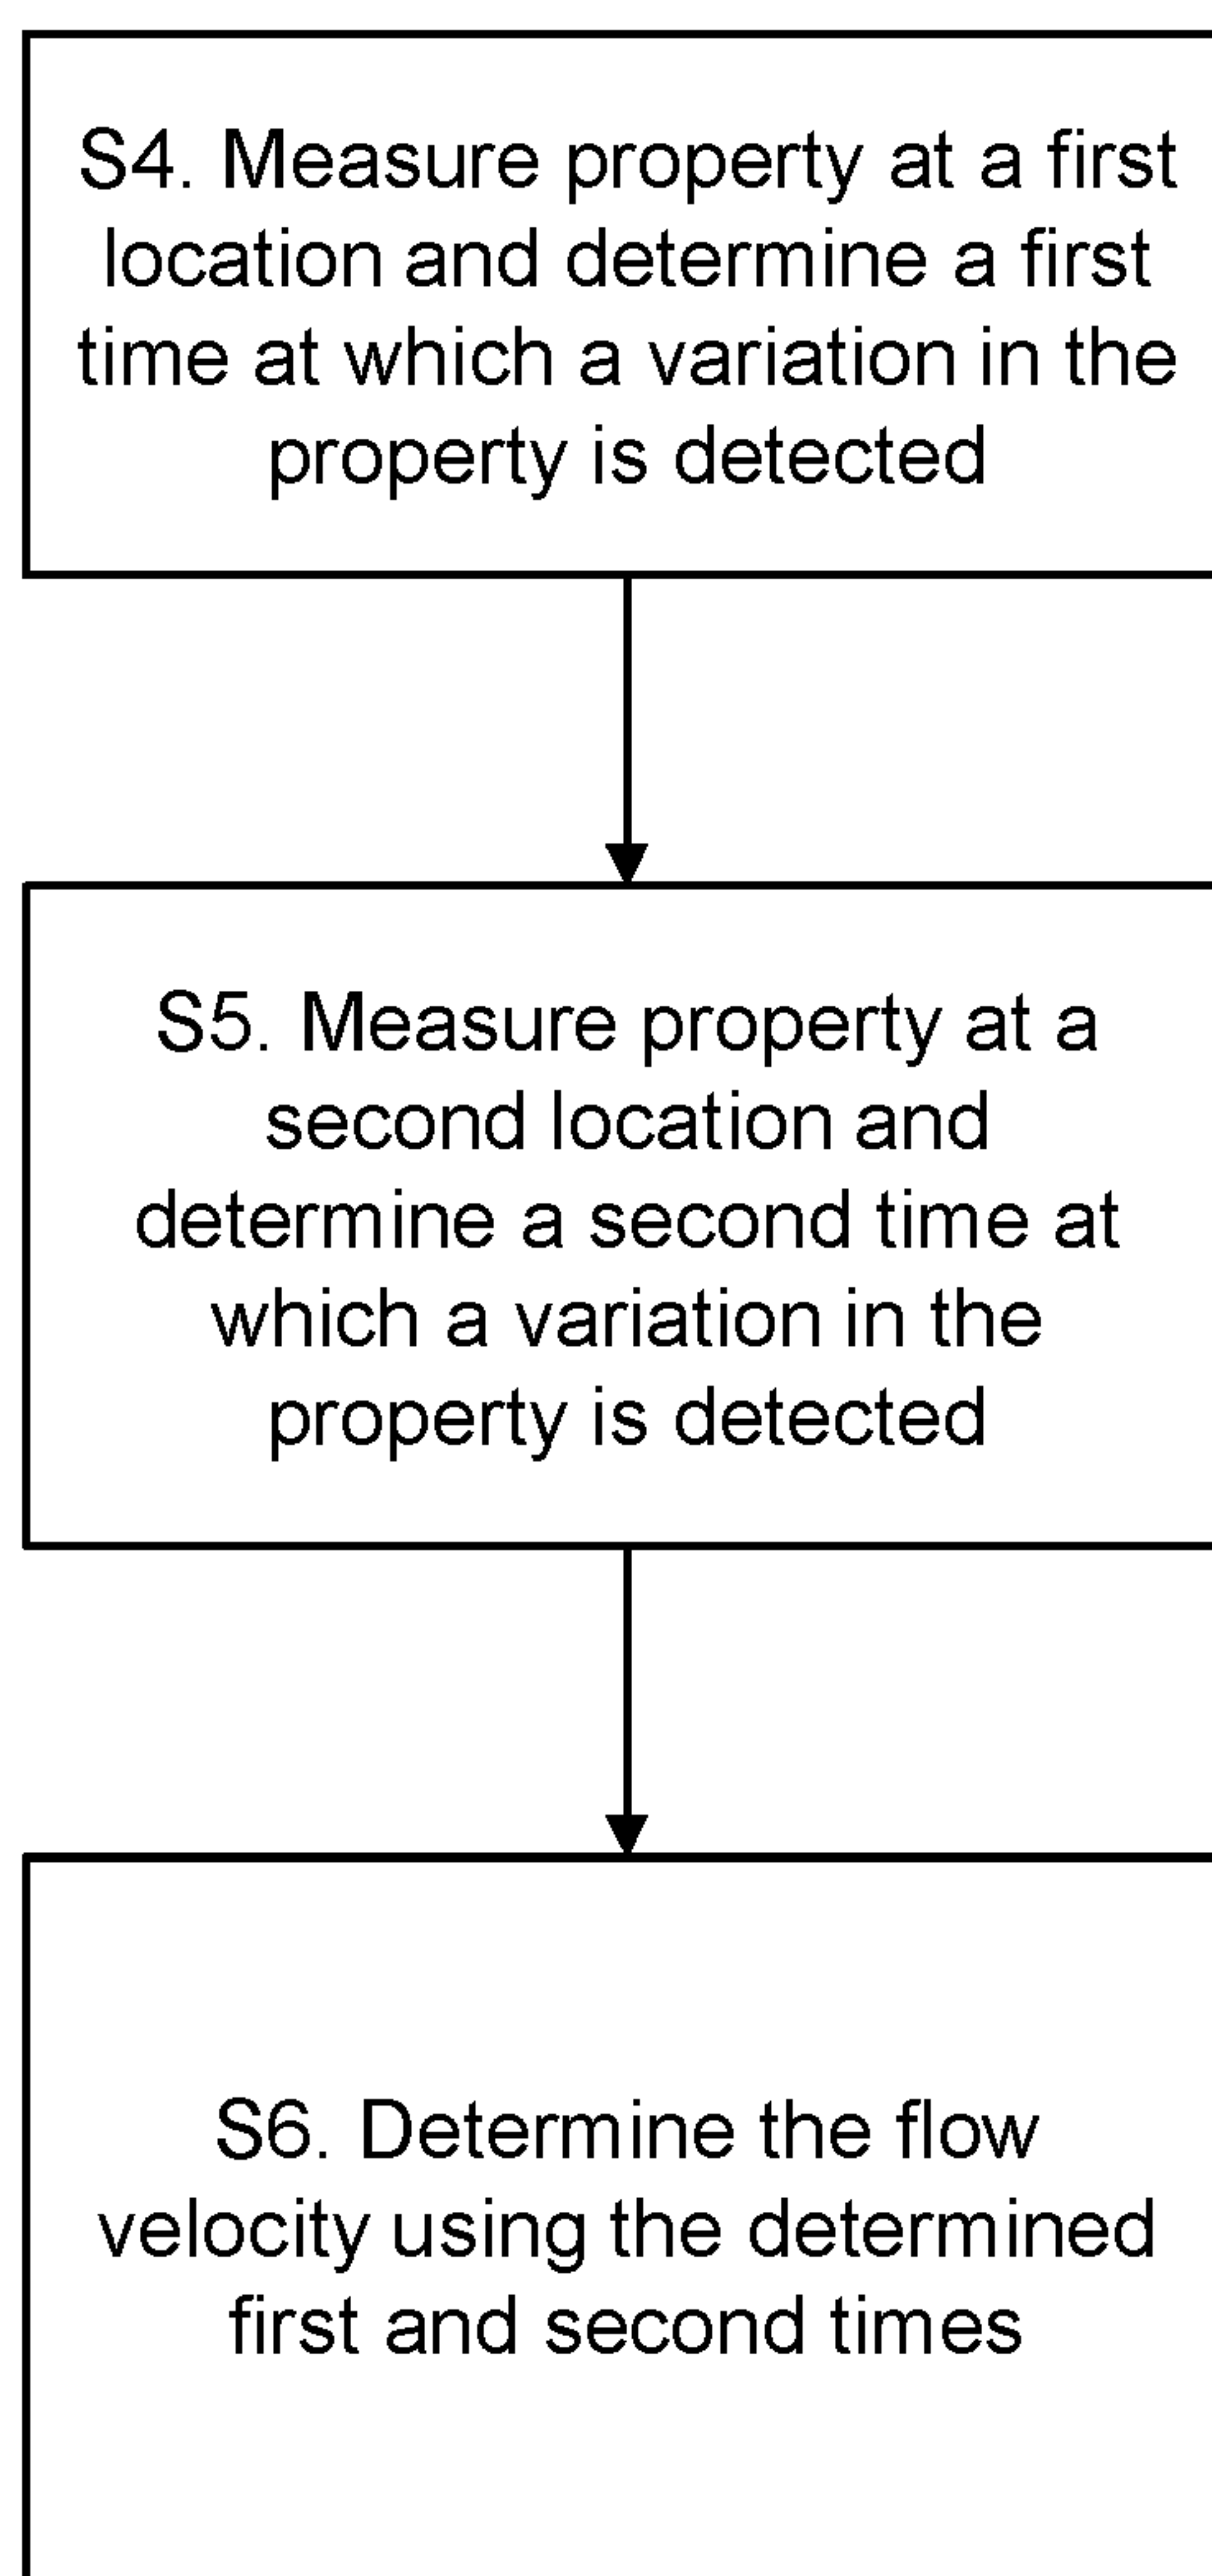 S4. Measure property at a first
location and determine a first
time at which a variation in the
property is detected
S5. Measure property at a
second location and
determine a second time at
which a variation in the
property is detected
S6. Determine the flow
velocity using the determined
first and second times